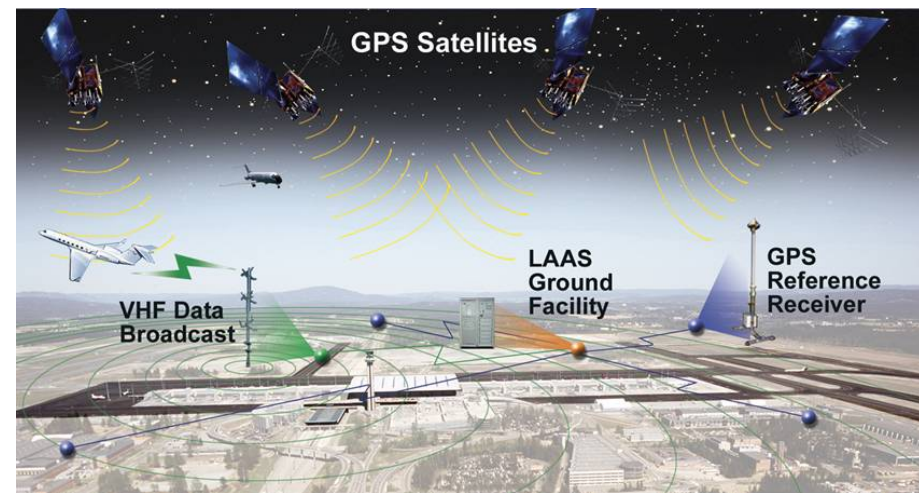 GPS Satellites
LAAS
Ground
Facility
GPS
Reference
Receiver
VHF Data
Broadcast